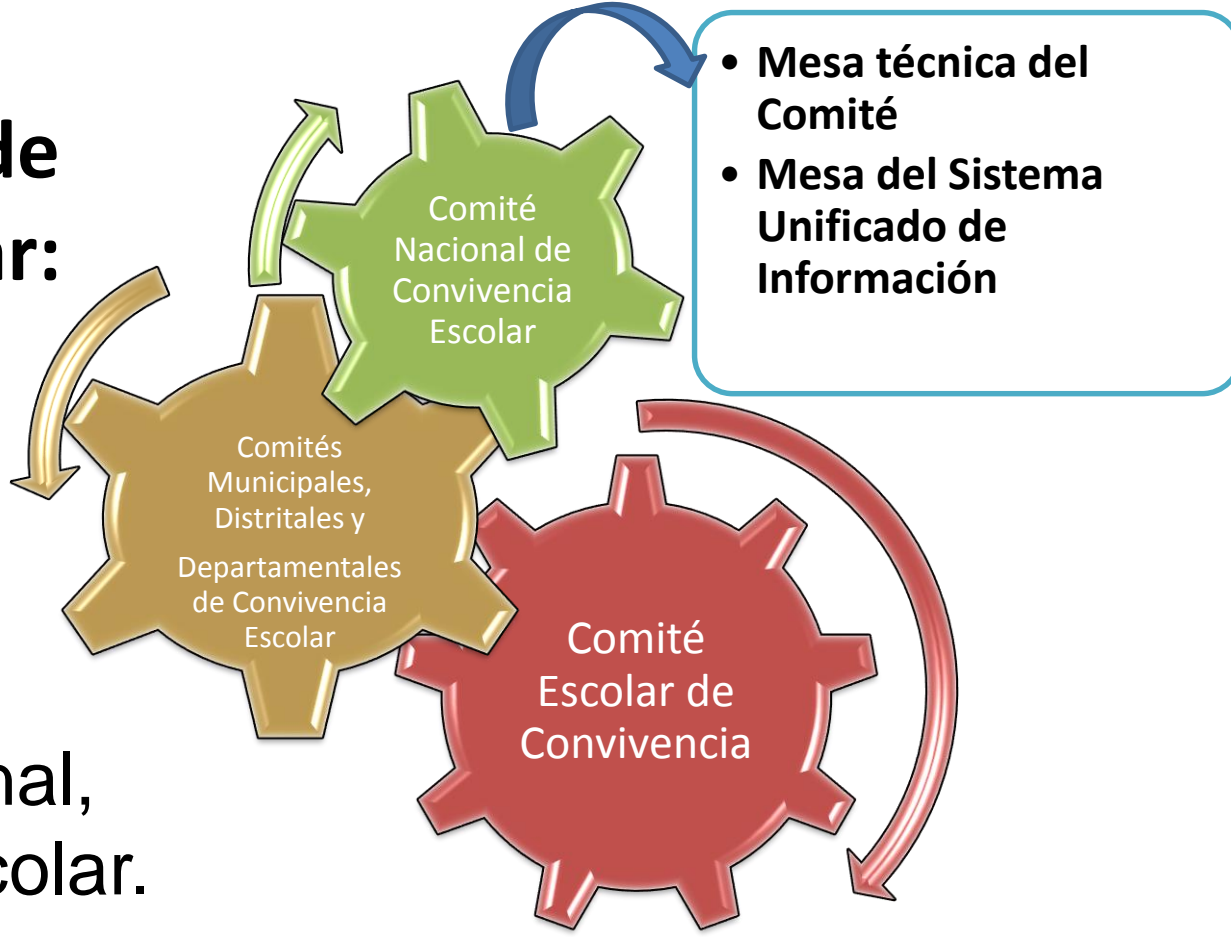 de
ar:
nal,
colar.
Comité
Nacional de
Convivencia
Escolar
• Mesa técnica del
Comité
• Mesa del Sistema
Unificado de
Información
Comités
Municipales,
Distritales y
Departamentales
de Convivencia
Escolar
Comité
Escolar de
Convivencia